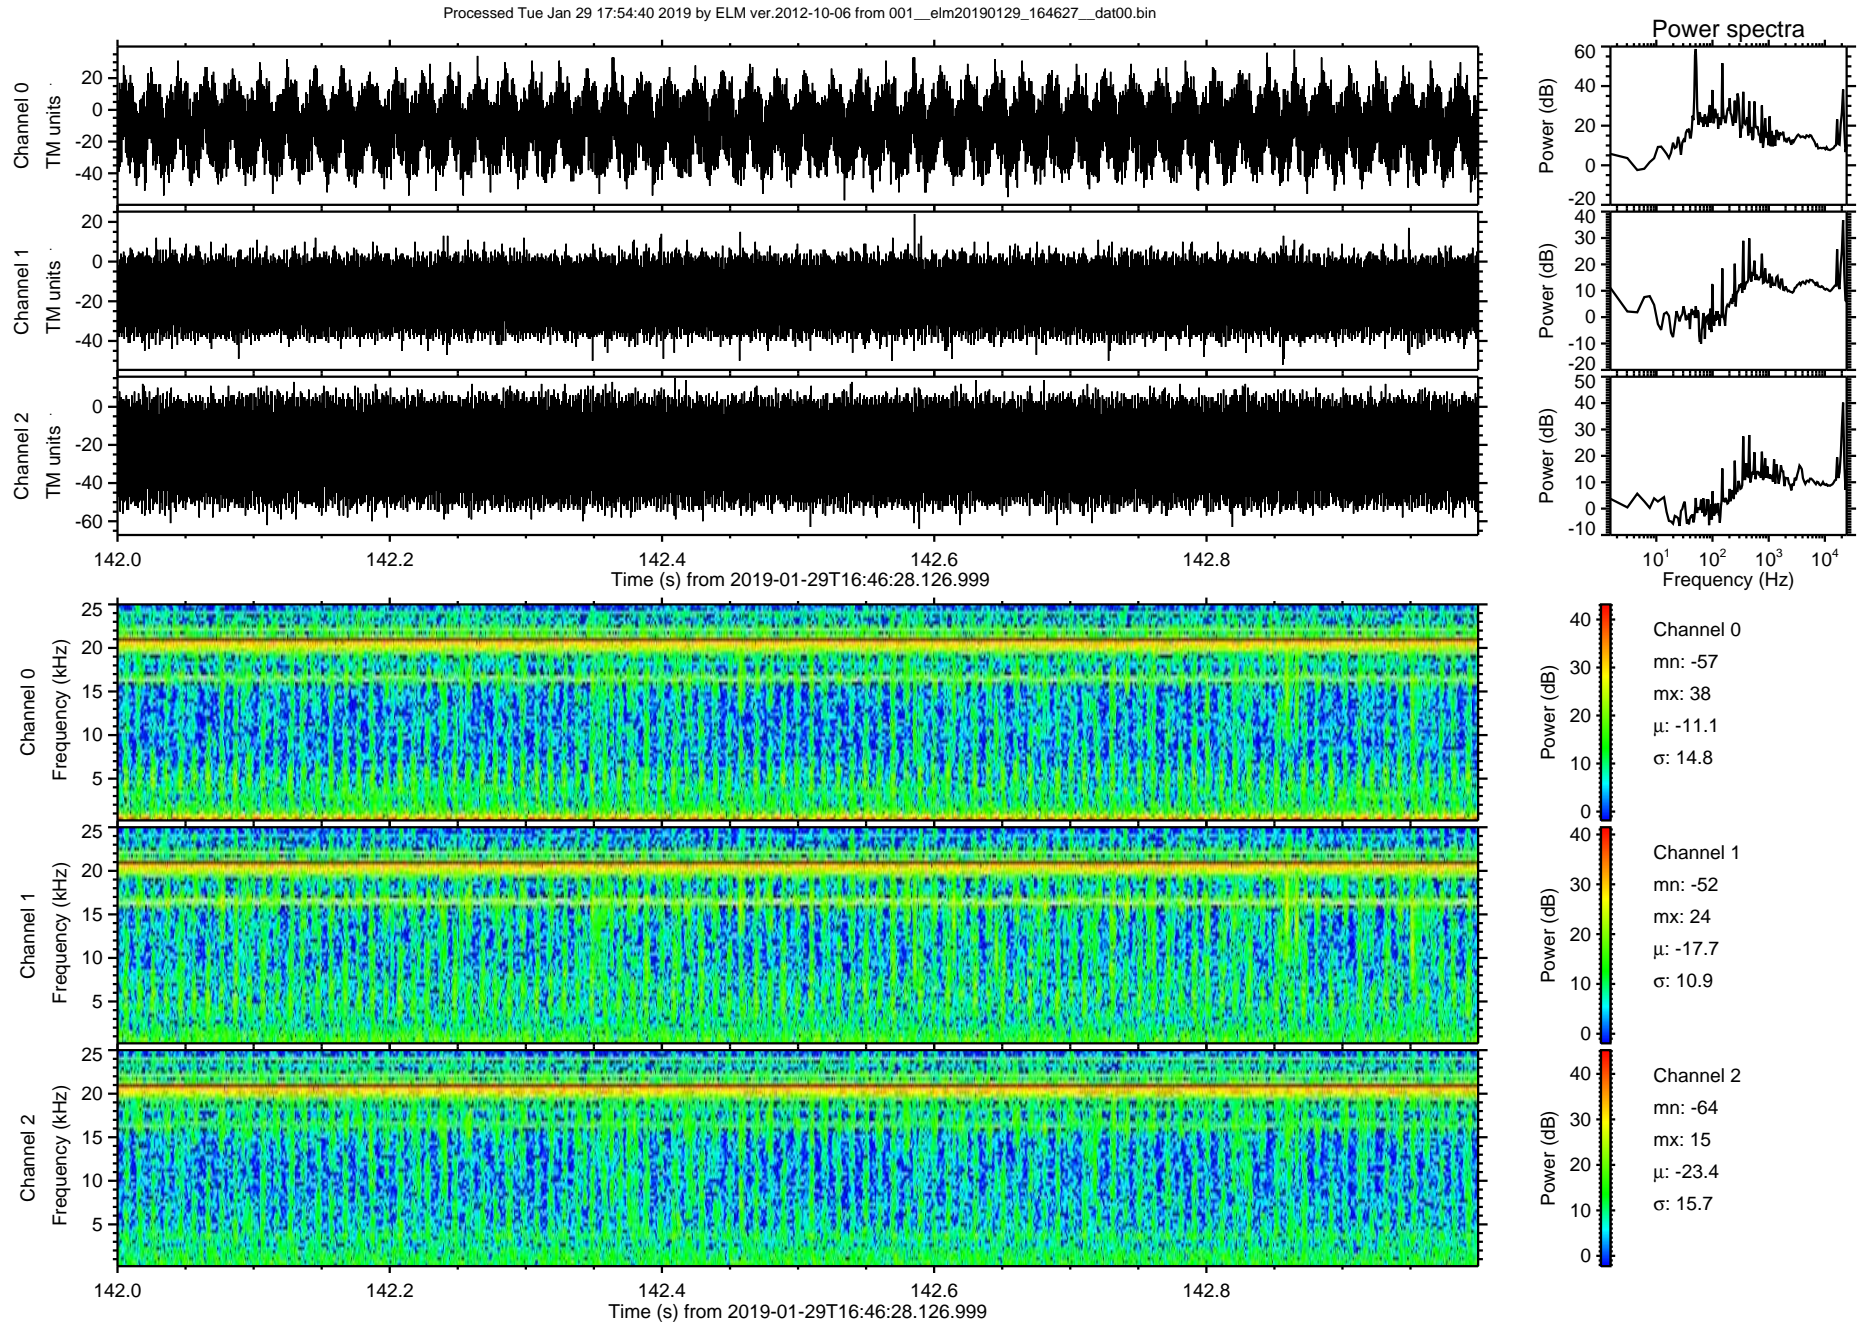 Processed Tue Jan 29 17:54:40 2019 by ELM ver.2012-10-06 from 001__elm20190129_164627__dat00.bin
Power spectra
Channel 0
TM units
20
0
-20
-40
Power (dB)
60
40
20
0
-20
Channel 1
TM units
20
0
-20
-40
Power (dB)
40
30
20
10
0
-10
-20
Channel 2
TM units
0
-20
-40
-60
Power (dB)
50
40
30
20
10
0
-10
142.0 142.2 142.4 142.6 142.8
Time (s) from 2019-01-29T16:46:28.126.999
10¹ 10² 10³ 10⁴
Frequency (Hz)
Channel 0
Frequency (kHz)
25
20
15
10
5
Power (dB)
40
30
20
10
0
Channel 0
mn: -57
mx: 38
μ: -11.1
σ: 14.8
Channel 1
Frequency (kHz)
25
20
15
10
5
Power (dB)
40
30
20
10
0
Channel 1
mn: -52
mx: 24
μ: -17.7
σ: 10.9
Channel 2
Frequency (kHz)
25
20
15
10
5
Power (dB)
40
30
20
10
0
Channel 2
mn: -64
mx: 15
μ: -23.4
σ: 15.7
142.0 142.2 142.4 142.6 142.8
Time (s) from 2019-01-29T16:46:28.126.999